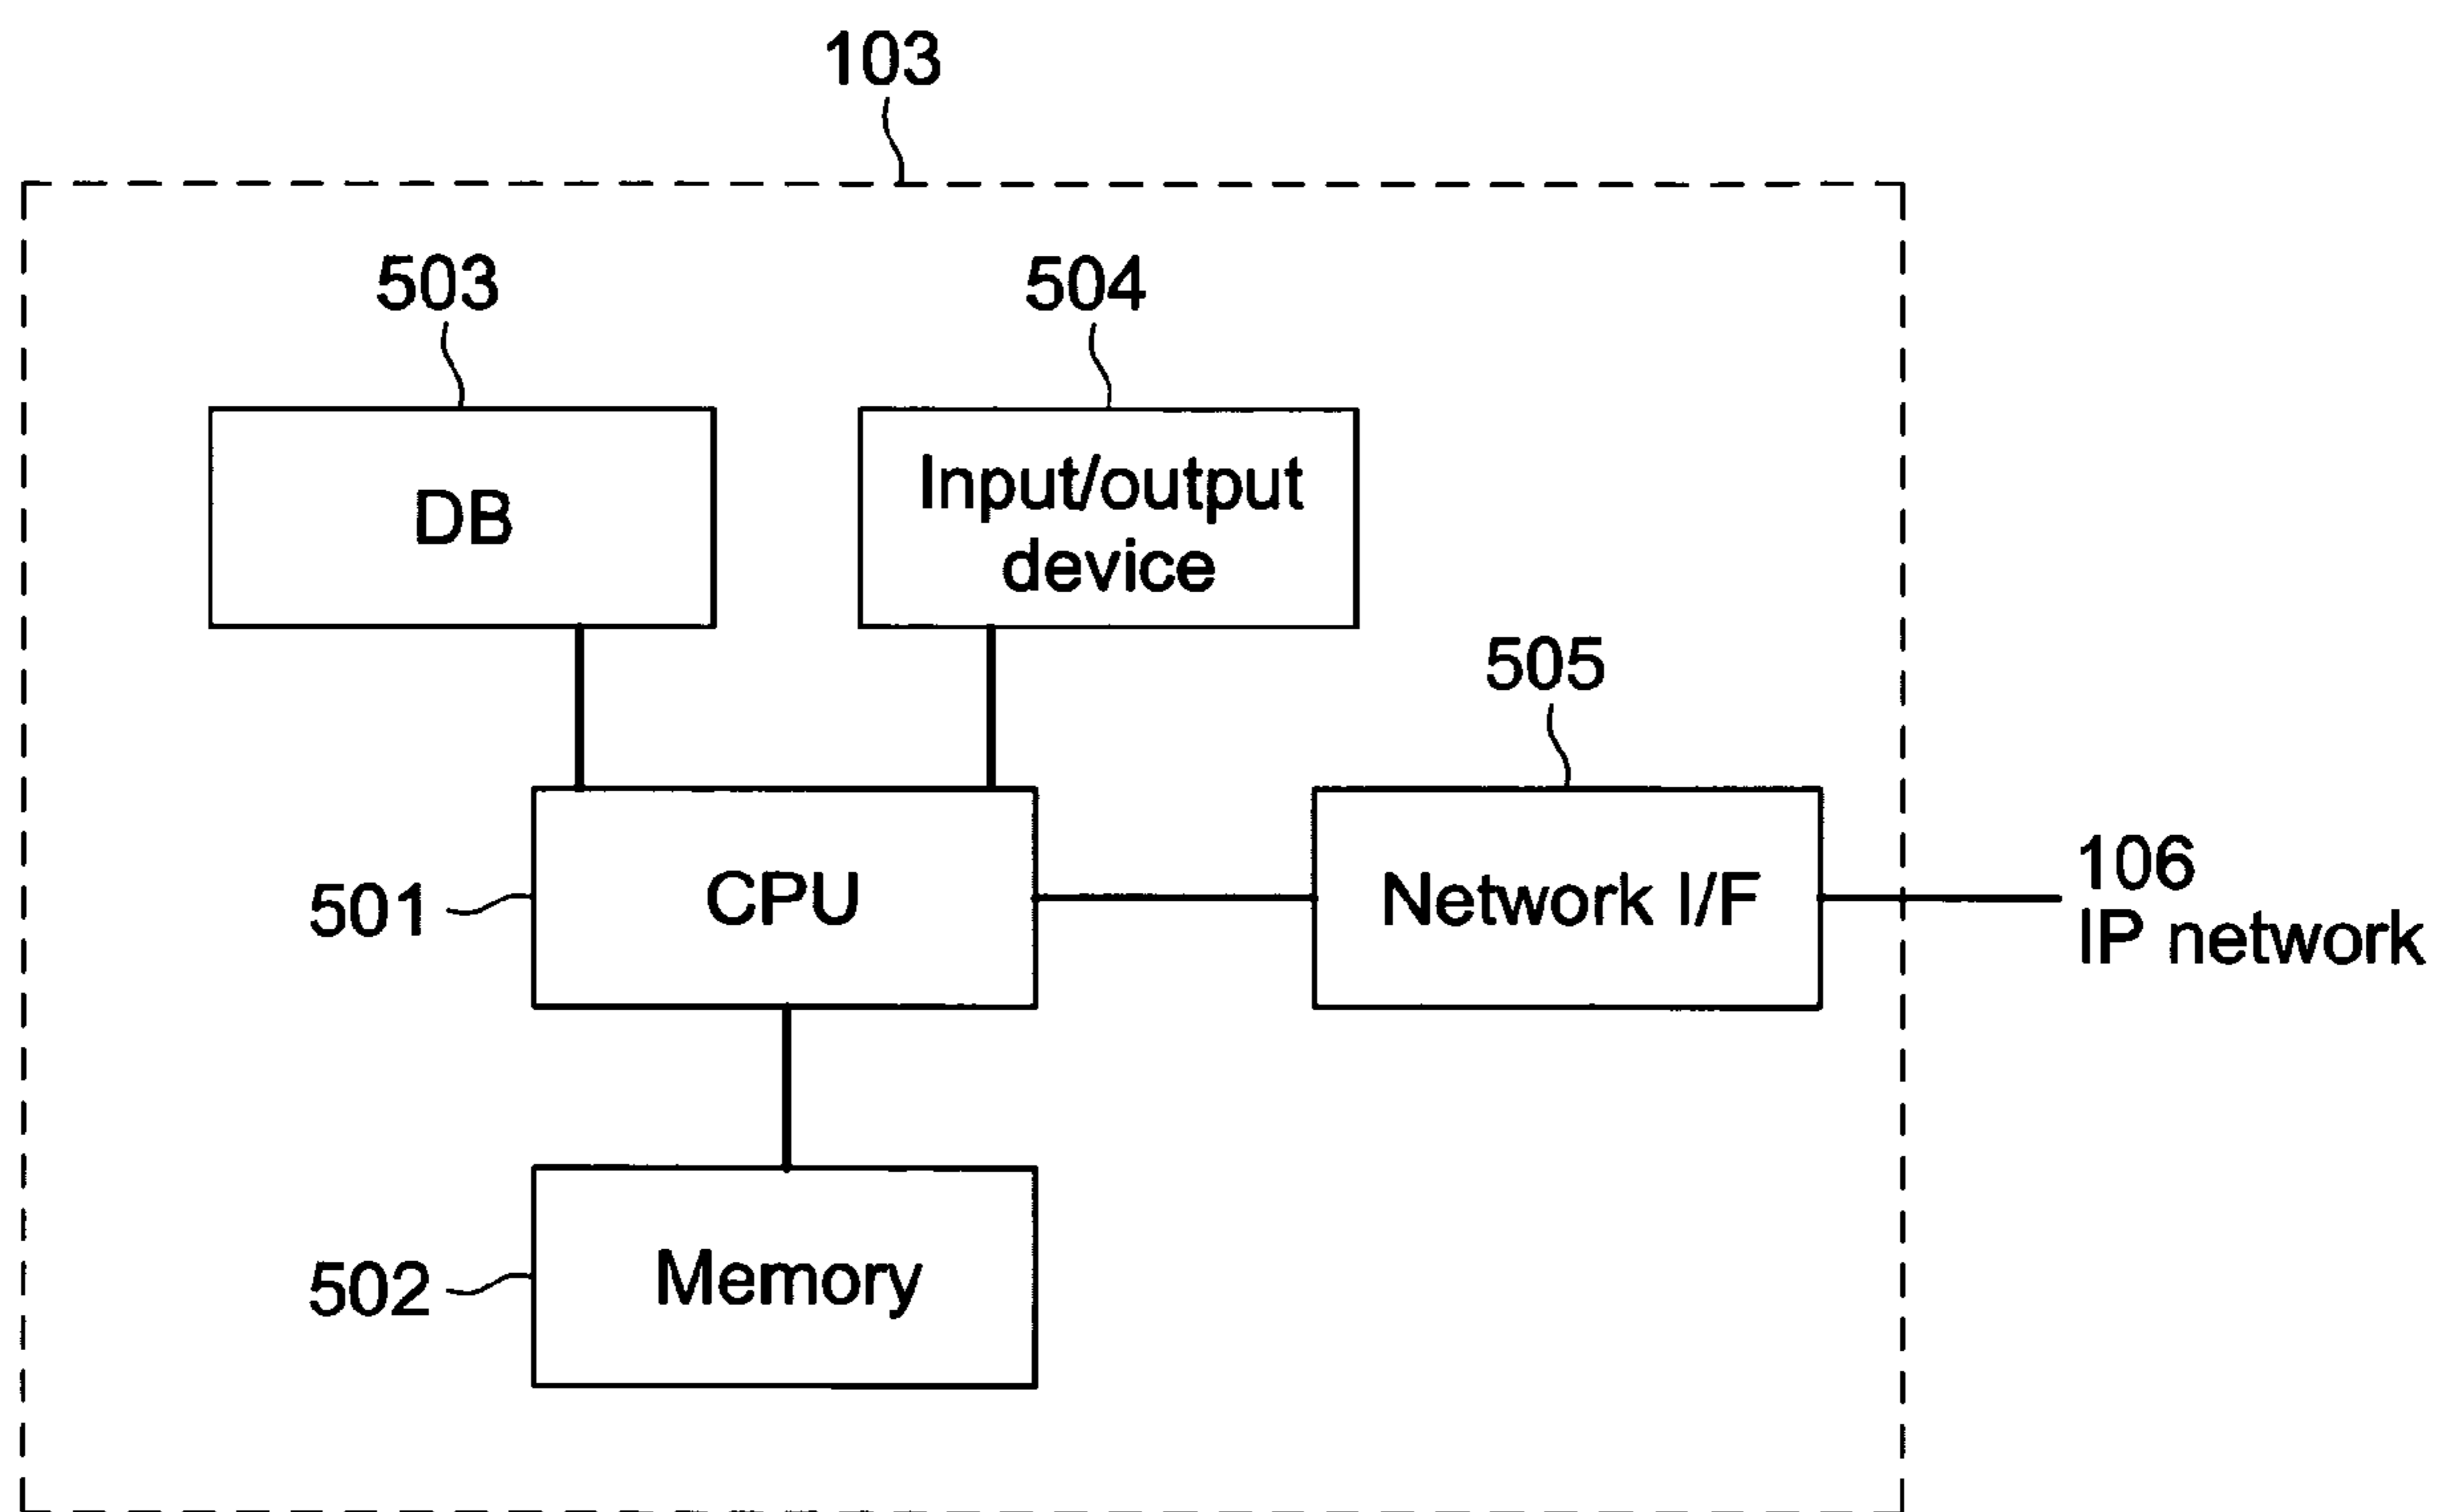 103
503
504
DB
Input/output
device
505
501
CPU
Network I/F
106
IP network
502
Memory